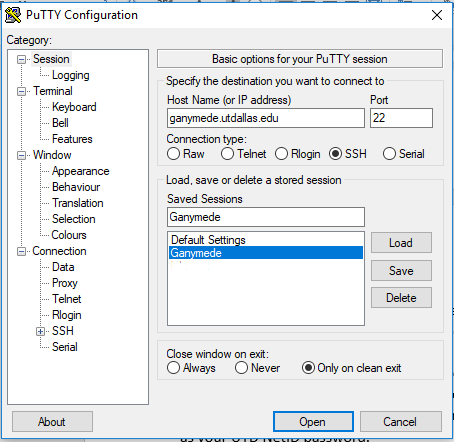 PuTTY Configuration
Category:
Session
Logging
Terminal
Keyboard
Bell
Features
Window
Appearance
Behaviour
Translation
Selection
Colours
Connection
Data
Proxy
Telnet
Rlogin
SSH
Serial
Basic options for your PuTTY session
Specify the destination you want to connect to
Host Name (or IP address) Port
ganymede.utdallas.edu 22
Connection type:
Raw Telnet Rlogin SSH Serial
Load, save or delete a stored session
Saved Sessions
Ganymede
Default Settings
Ganymede
Load
Save
Delete
Close window on exit:
Always Never Only on clean exit
About Open Cancel
as your UTD NetID password.